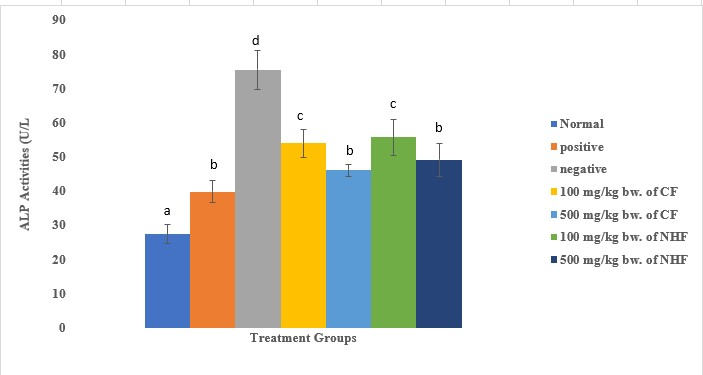 90
80
70
60
50
40
30
20
10
0
ALP Activities (U/L
a
b
d
c
b
c
b
Treatment Groups
Normal
positive
negative
100 mg/kg bw. of CF
500 mg/kg bw. of CF
100 mg/kg bw. of NHF
500 mg/kg bw. of NHF